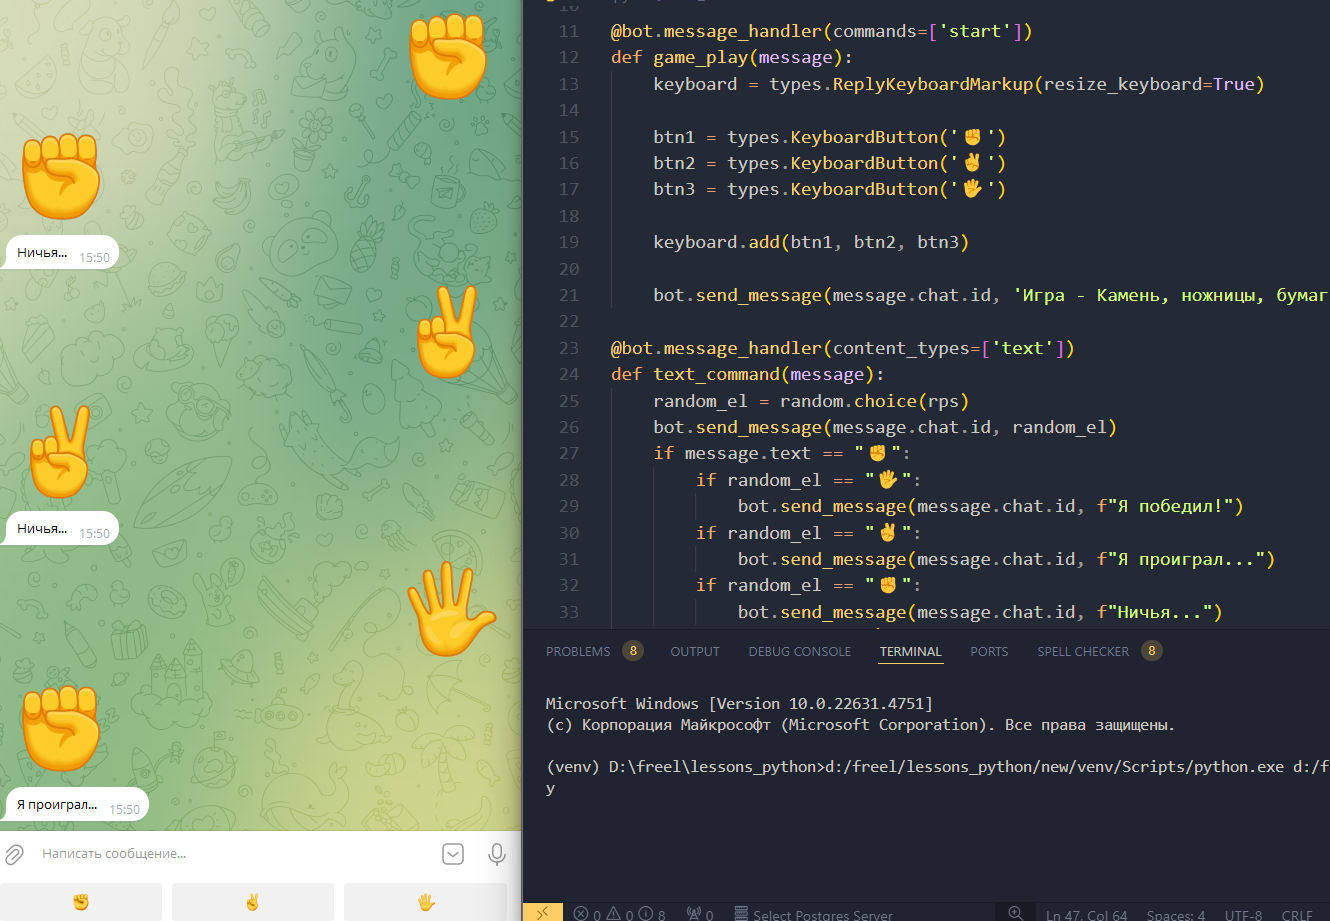 Ничья...
15:50
Ничья...
15:50
Я проиграл...
15:50
Написать сообщение...
✊
✌
🖐
11 @bot.message_handler(commands=['start'])
12 def game_play(message):
13     keyboard = types.ReplyKeyboardMarkup(resize_keyboard=True)
14
15     btn1 = types.KeyboardButton('✊')
16     btn2 = types.KeyboardButton('✌')
17     btn3 = types.KeyboardButton('🖐')
18
19     keyboard.add(btn1, btn2, btn3)
20
21     bot.send_message(message.chat.id, 'Игра - Камень, ножницы, бумаг
22
23 @bot.message_handler(content_types=['text'])
24 def text_command(message):
25     random_el = random.choice(rps)
26     bot.send_message(message.chat.id, random_el)
27     if message.text == "✊":
28         if random_el == "🖐":
29             bot.send_message(message.chat.id, f"Я победил!")
30         if random_el == "✌":
31             bot.send_message(message.chat.id, f"Я проиграл...")
32         if random_el == "✊":
33             bot.send_message(message.chat.id, f"Ничья...")
PROBLEMS 8 OUTPUT DEBUG CONSOLE TERMINAL PORTS SPELL CHECKER 8
Microsoft Windows [Version 10.0.22631.4751]
(c) Корпорация Майкрософт (Microsoft Corporation). Все права защищены.
(venv) D:\freel\lessons_python>d:/freel/lessons_python/new/venv/Scripts/python.exe d:/f
y
0 0 8 0 Select Postgres Server Ln 47, Col 64 Spaces: 4 UTF-8 CRLF